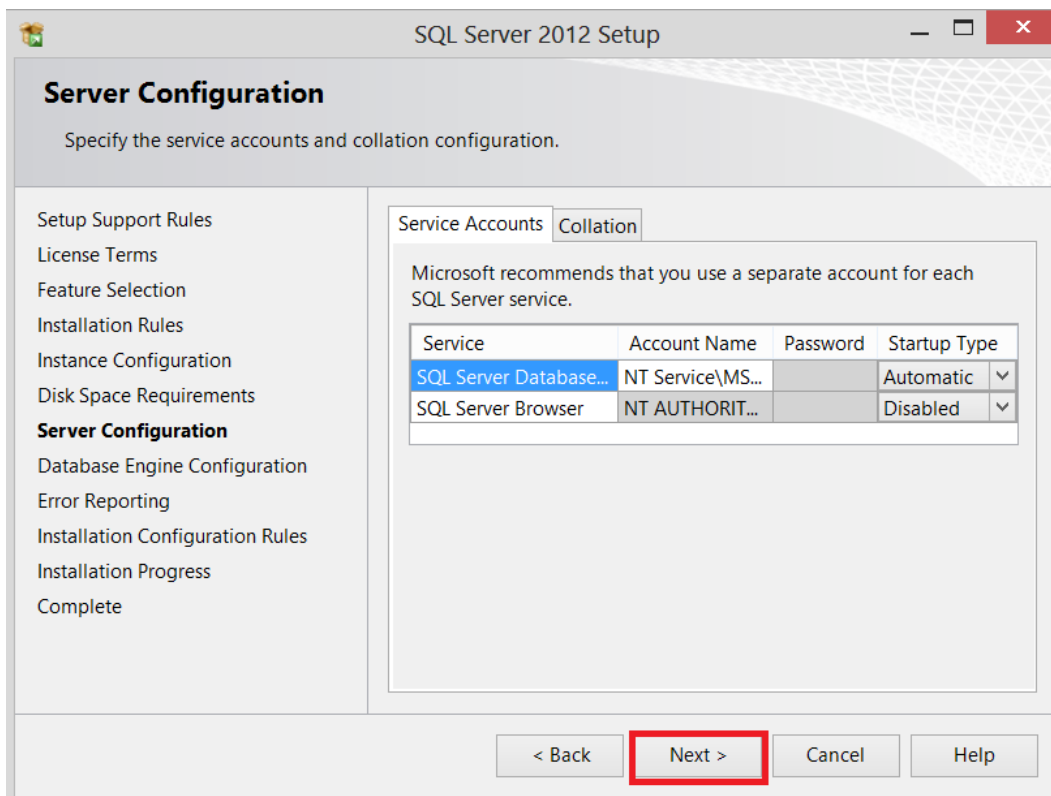 SQL Server 2012 Setup
Server Configuration
Specify the service accounts and collation configuration.
Setup Support Rules
License Terms
Feature Selection
Installation Rules
Instance Configuration
Disk Space Requirements
Server Configuration
Database Engine Configuration
Error Reporting
Installation Configuration Rules
Installation Progress
Complete
Service Accounts Collation
Microsoft recommends that you use a separate account for each
SQL Server service.
Service Account Name Password Startup Type
SQL Server Database... NT Service\MS... Automatic
SQL Server Browser NT AUTHORIT... Disabled
< Back Next > Cancel Help